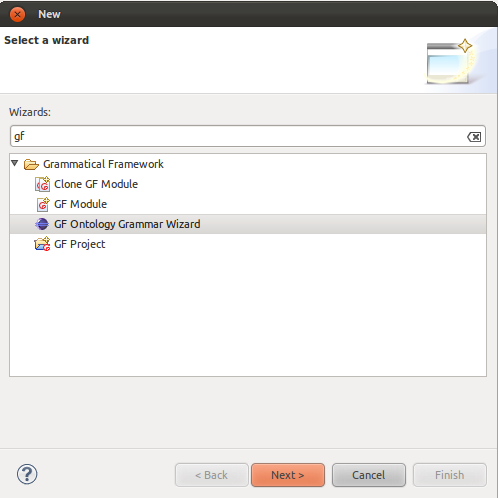 New
Select a wizard
Wizards:
gf
Grammatical Framework
Clone GF Module
GF Module
GF Ontology Grammar Wizard
GF Project
< Back
Next >
Cancel
Finish